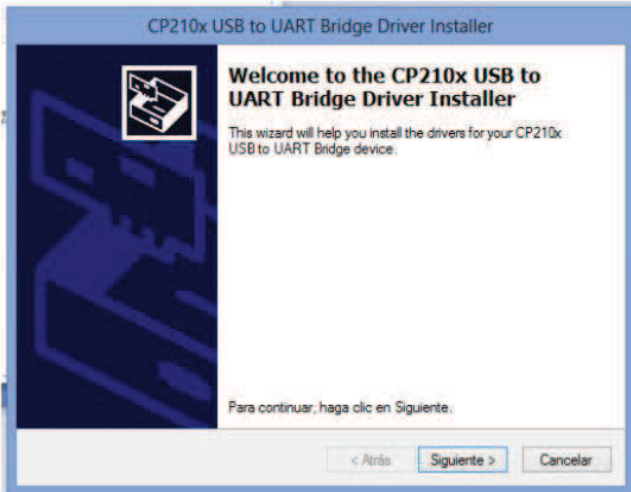 CP210x USB to UART Bridge Driver Installer
Welcome to the CP210x USB to
UART Bridge Driver Installer
This wizard will help you install the drivers for your CP210x
USB to UART Bridge device.
Para continuar, haga clic en Siguiente.
< Atrás
Siguiente >
Cancelar